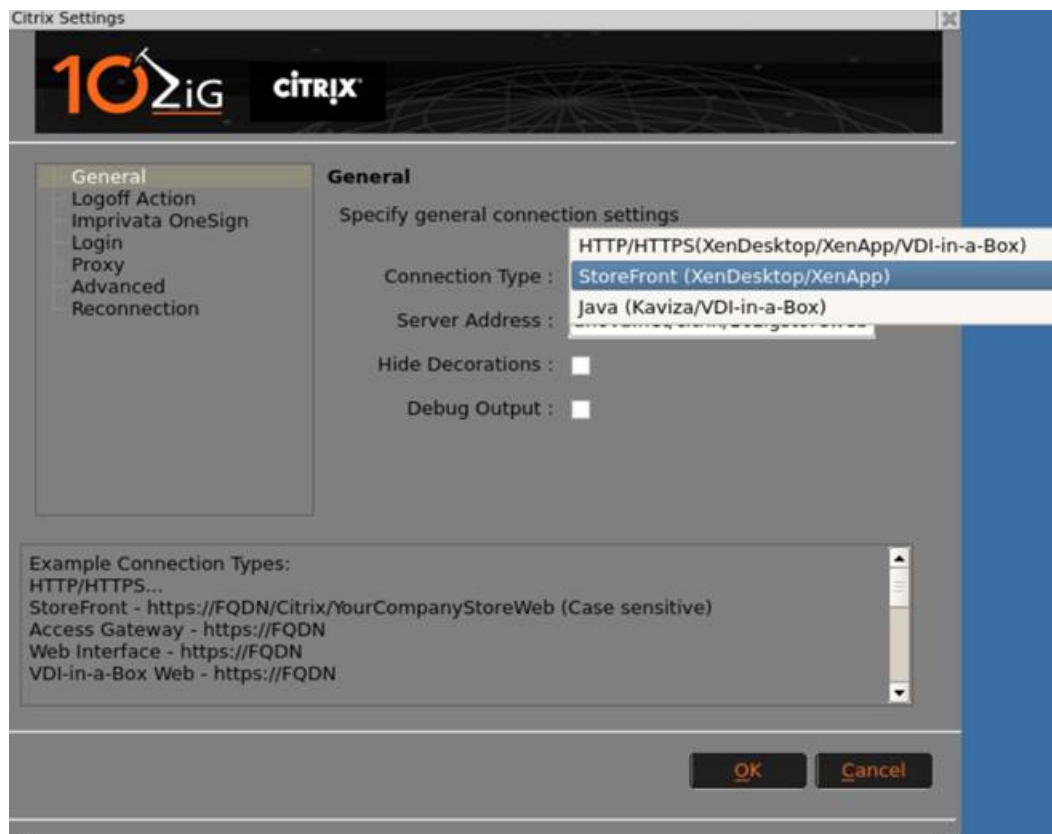 Citrix Settings
10ZiG CITRIX
General
Logoff Action
Imprivata OneSign
Login
Proxy
Advanced
Reconnection
General
Specify general connection settings
HTTP/HTTPS(XenDesktop/XenApp/VDI-in-a-Box)
Connection Type : StoreFront (XenDesktop/XenApp)
Java (Kaviza/VDI-in-a-Box)
Server Address :
Hide Decorations :
Debug Output :
Example Connection Types:
HTTP/HTTPS...
StoreFront - https://FQDN/Citrix/YourCompanyStoreWeb (Case sensitive)
Access Gateway - https://FQDN
Web Interface - https://FQDN
VDI-in-a-Box Web - https://FQDN
OK Cancel